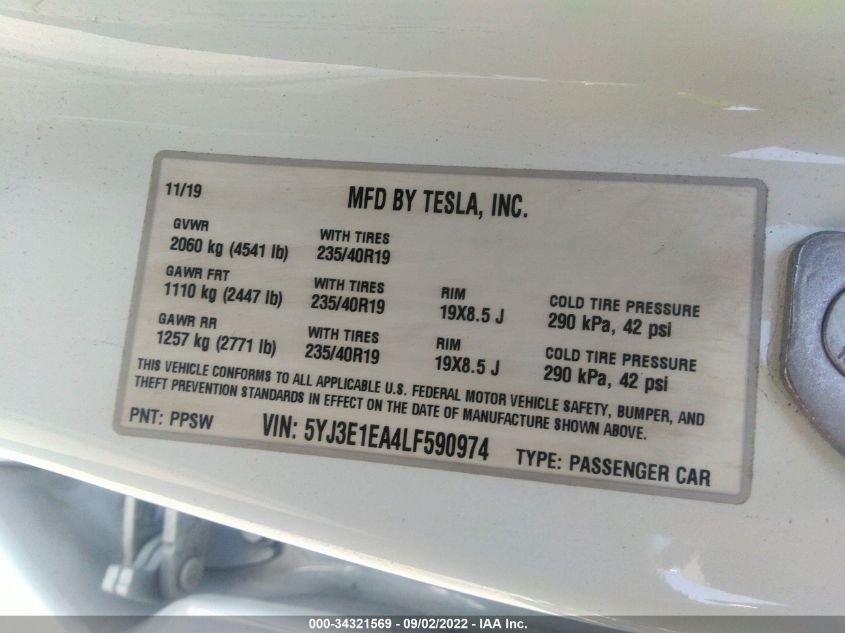 11/19 MFD BY TESLA, INC.
GVWR WITH TIRES
2060 kg (4541 lb) 235/40R19
GAWR FRT WITH TIRES RIM COLD TIRE PRESSURE
1110 kg (2447 lb) 235/40R19 19X8.5 J 290 kPa, 42 psi
GAWR RR WITH TIRES RIM COLD TIRE PRESSURE
1257 kg (2771 lb) 235/40R19 19X8.5 J 290 kPa, 42 psi
THIS VEHICLE CONFORMS TO ALL APPLICABLE U.S. FEDERAL MOTOR VEHICLE SAFETY, BUMPER, AND
THEFT PREVENTION STANDARDS IN EFFECT ON THE DATE OF MANUFACTURE SHOWN ABOVE.
PNT: PPSW VIN: 5YJ3E1EA4LF590974 TYPE: PASSENGER CAR
000-34321569 - 09/02/2022 - IAA Inc.